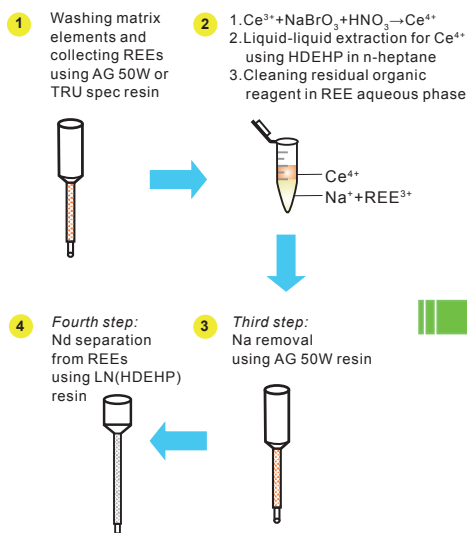 1
Washing matrix
elements and
collecting REEs
using AG 50W or
TRU spec resin
2
1.Ce³⁺+NaBrO₃+HNO₃→Ce⁴⁺
2.Liquid-liquid extraction for Ce⁴⁺
using HDEHP in n-heptane
3.Cleaning residual organic
reagent in REE aqueous phase
Ce⁴⁺
Na⁺+REE³⁺
4
Fourth step:
Nd separation
from REEs
using LN(HDEHP)
resin
3
Third step:
Na removal
using AG 50W resin